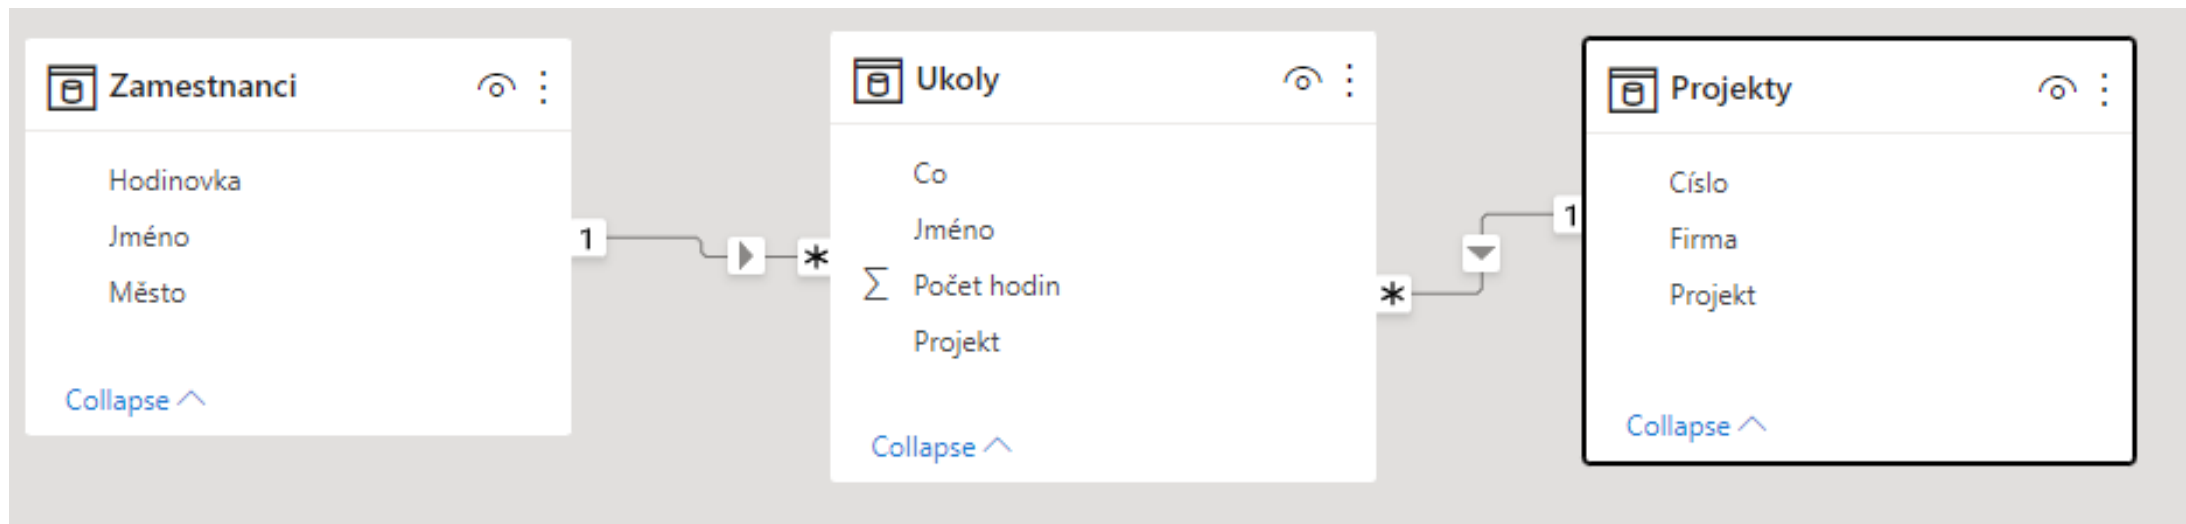 Zamestnanci
Hodinovka
Jméno
Město
Collapse
1
*
Ukoly
Co
Jméno
Σ Počet hodin
Projekt
Collapse
*
1
Projekty
Císlo
Firma
Projekt
Collapse